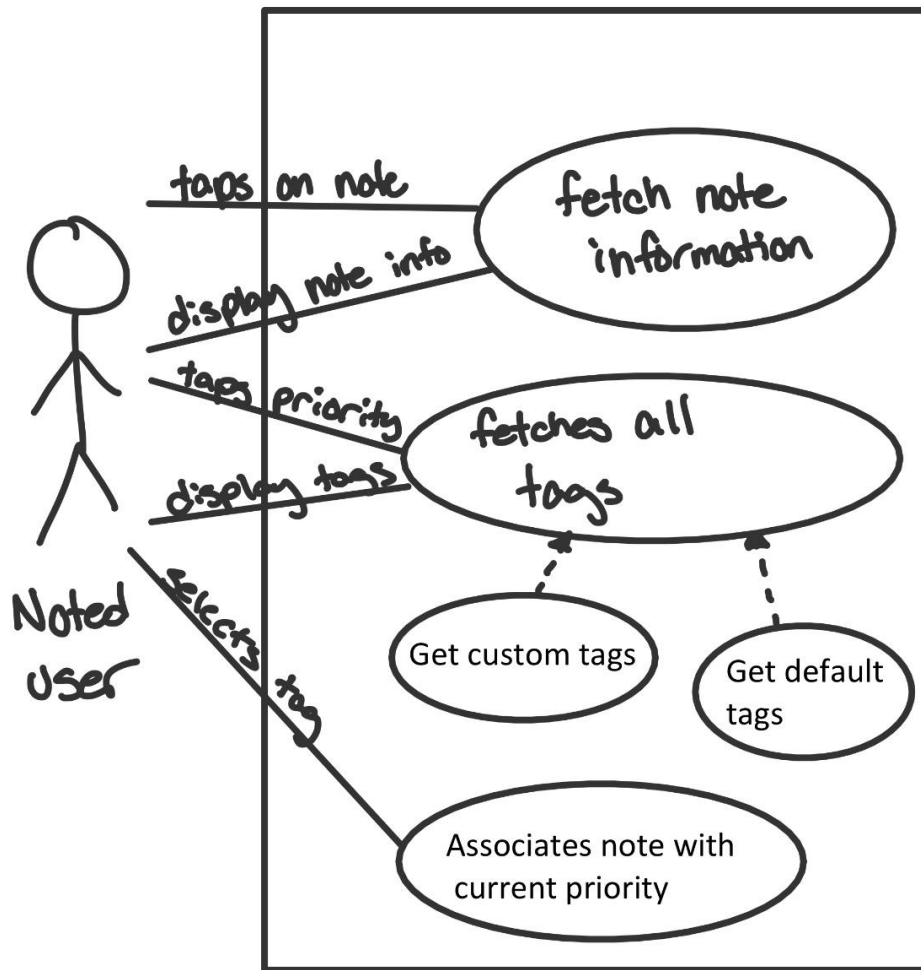 taps on note
fetch note
information
display note info
taps priority
fetches all
tags
display tags
selects tag
Noted
user
Get custom tags
Get default
tags
Associates note with
current priority